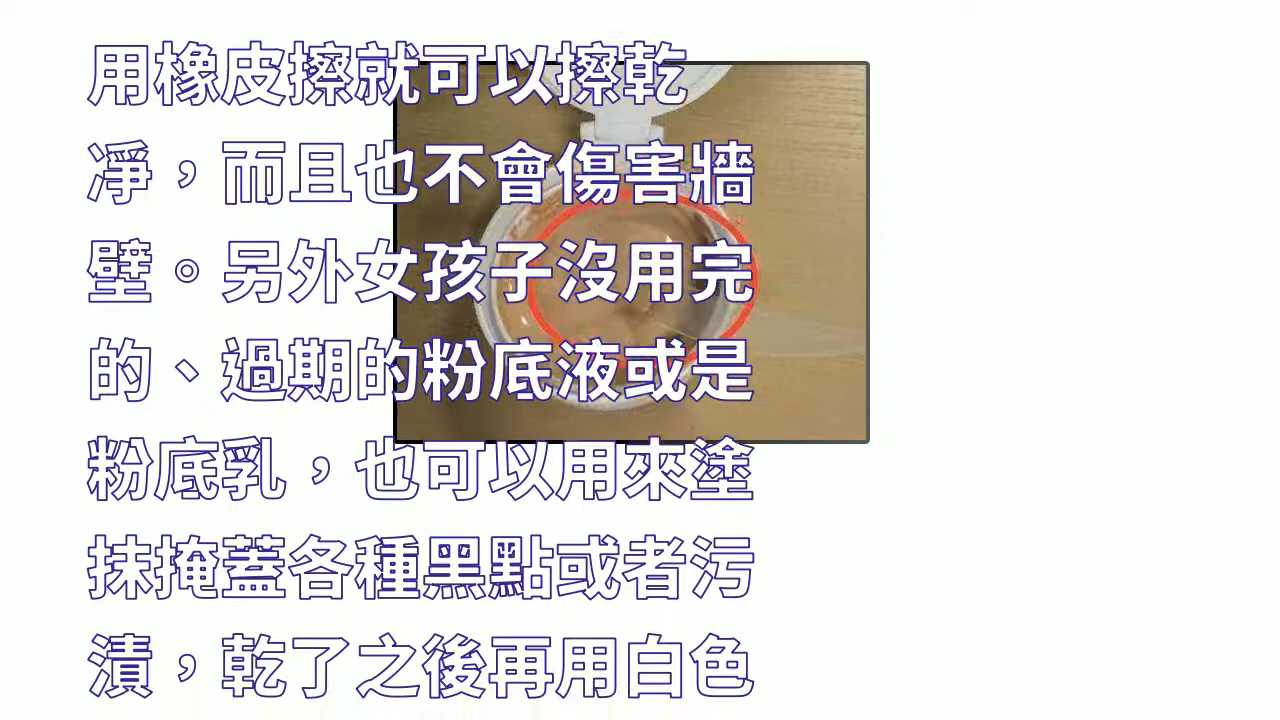 用橡皮擦就可以擦乾
淨，而且也不會傷害牆
壁。另外女孩子沒用完
的、過期的粉底液或是
粉底乳，也可以用來塗
抹掩蓋各種黑點或者污
漬，乾了之後再用白色